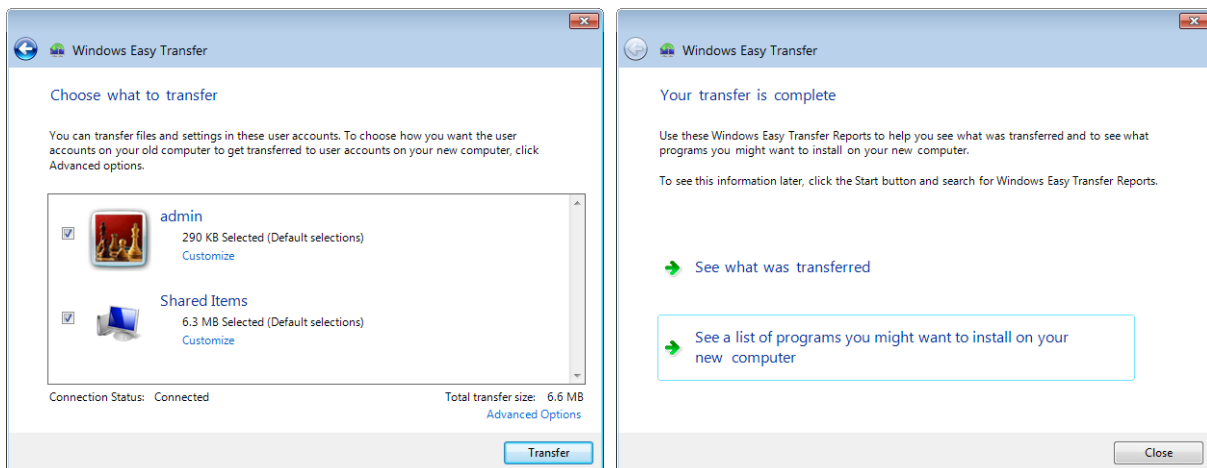 Windows Easy Transfer
Choose what to transfer
You can transfer files and settings in these user accounts. To choose how you want the user
accounts on your old computer to get transferred to user accounts on your new computer, click
Advanced options.
admin
290 KB Selected (Default selections)
Customize
Shared Items
6.3 MB Selected (Default selections)
Customize
Connection Status: Connected
Total transfer size: 6.6 MB
Advanced Options
Transfer
Windows Easy Transfer
Your transfer is complete
Use these Windows Easy Transfer Reports to help you see what was transferred and to see what
programs you might want to install on your new computer.
To see this information later, click the Start button and search for Windows Easy Transfer Reports.
See what was transferred
See a list of programs you might want to install on your
new computer
Close